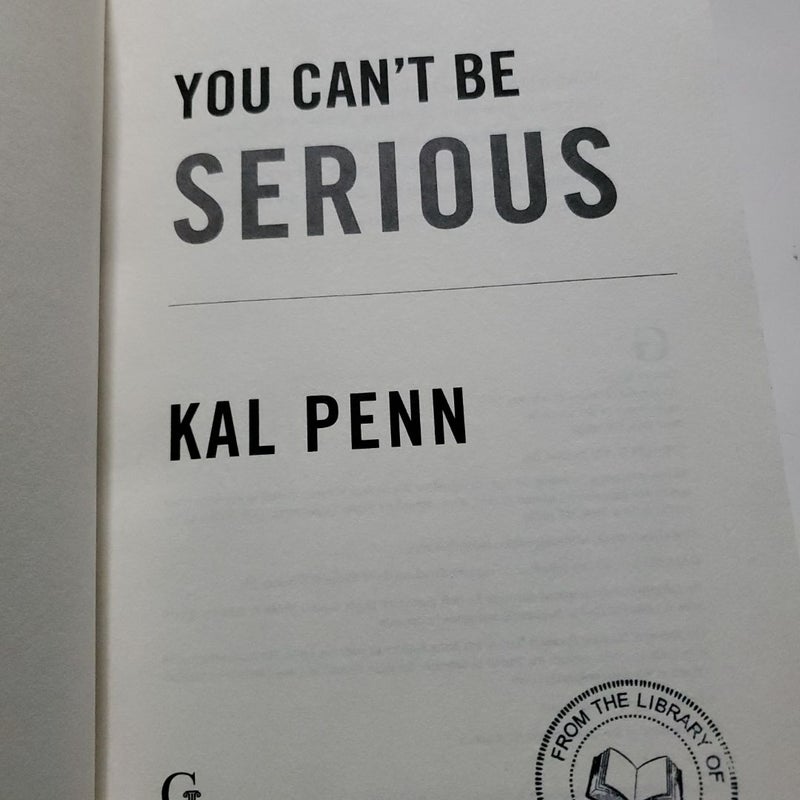 YOU CAN'T BE
SERIOUS
KAL PENN
G
FROM THE LIBRARY OF